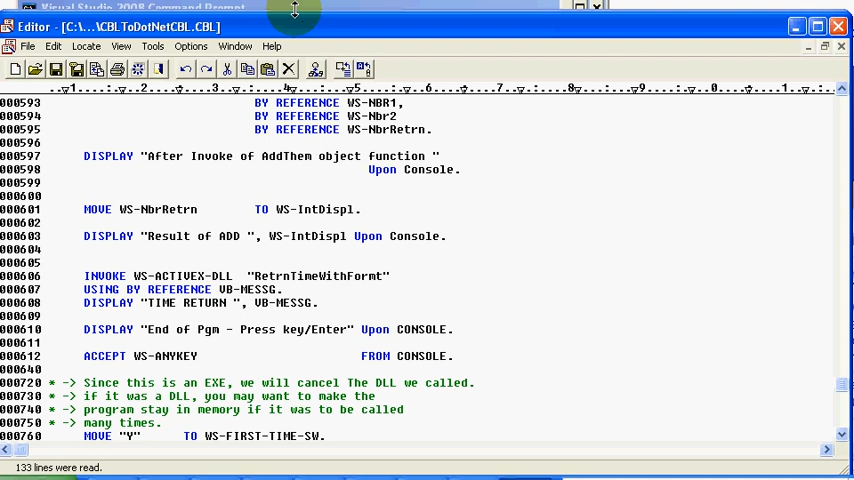 Visual Studio 2008 Command Prompt
Editor - [C:\...\CBLToDotNetCBL.CBL]
File Edit Locate Search Tools Options Window Help
000593 BY REFERENCE WS-NBR1,
000594 BY REFERENCE WS-Nbr2
000595 BY REFERENCE WS-NbrRetrn.
000596
000597 DISPLAY "After Invoke of AddThem object function "
000598 Upon Console.
000599
000600
000601 MOVE WS-NbrRetrn TO WS-IntDispl.
000602
000603 DISPLAY "Result of ADD ", WS-IntDispl Upon Console.
000604
000605
000606 INVOKE WS-ACTIVEX-DLL "RetrnTimeWithFormt"
000607 USING BY REFERENCE VB-MESSG.
000608 DISPLAY "TIME RETURN ", VB-MESSG.
000609
000610 DISPLAY "End of Pgm - Press key/Enter" Upon CONSOLE.
000611
000612 ACCEPT WS-ANYKEY FROM CONSOLE.
000640
000720 * -> Since this is an EXE, we will cancel The DLL we called.
000730 * -> if it was a DLL, you may want to make the
000740 * -> program stay in memory if it was to be called
000750 * -> many times.
000760 MOVE "Y" TO WS-FIRST-TIME-SW.
133 lines were read.